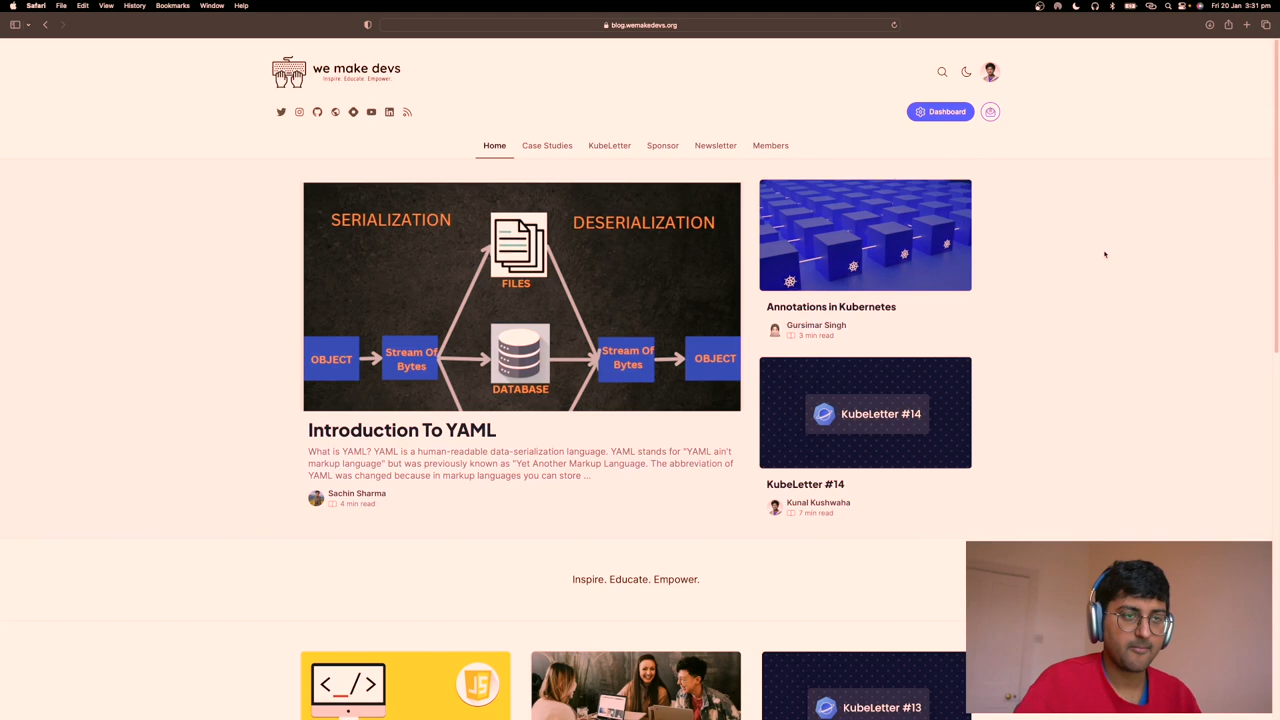 Safari File Edit View History Bookmarks Window Help
Fri 20 Jan 3:31 pm
blog.wemakedevs.org
we make devs
Inspire. Educate. Empower.
Dashboard
Home Case Studies KubeLetter Sponsor Newsletter Members
SERIALIZATION
DESERIALIZATION
FILES
OBJECT
Stream Of
Bytes
DATABASE
Stream Of
Bytes
OBJECT
Introduction To YAML
What is YAML? YAML is a human-readable data-serialization language. YAML stands for "YAML ain't
markup language" but was previously known as "Yet Another Markup Language. The abbreviation of
YAML was changed because in markup languages you can store ...
Sachin Sharma
4 min read
Annotations in Kubernetes
Gursimar Singh
3 min read
KubeLetter #14
KubeLetter #14
Kunal Kushwaha
7 min read
Inspire. Educate. Empower.
<_/>
JS
KubeLetter #13